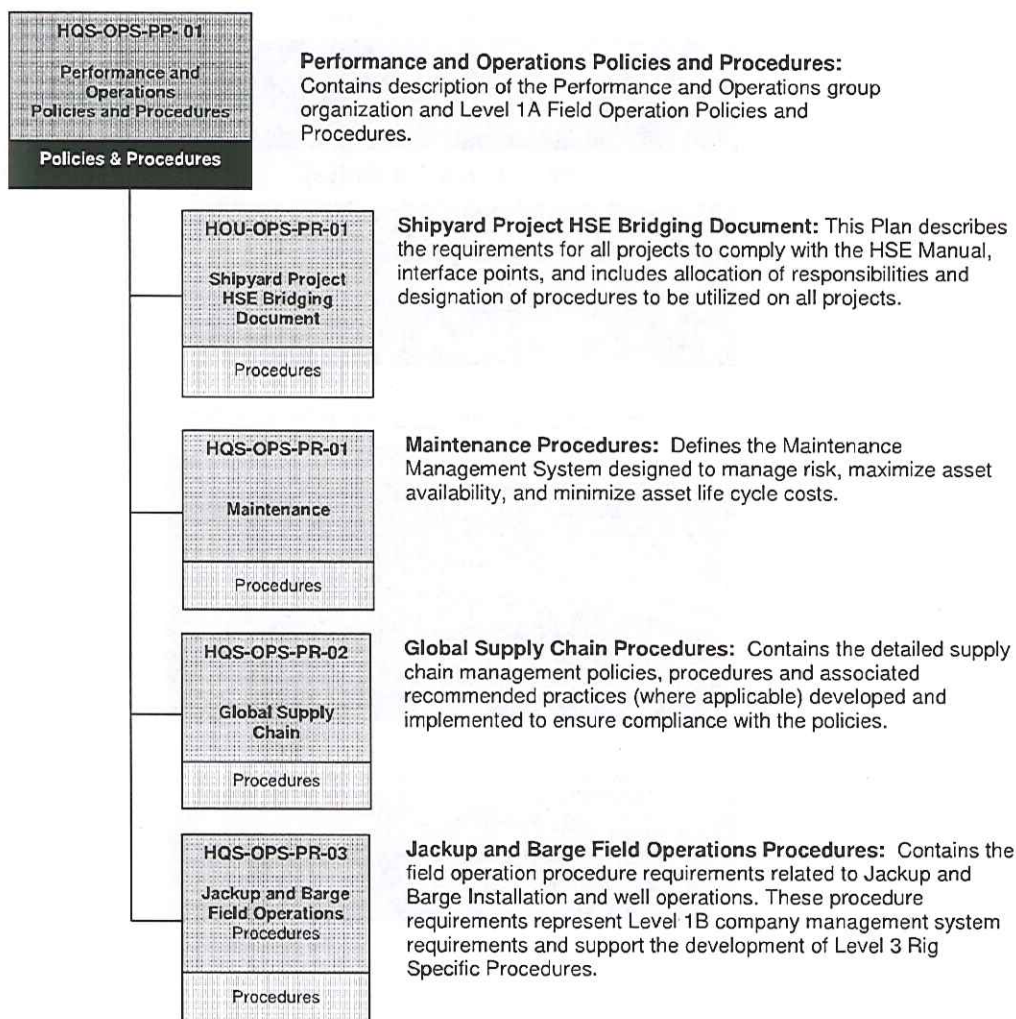 HQS-OPS-PP- 01
Performance and
Operations
Policies and Procedures
Policies & Procedures
Performance and Operations Policies and Procedures:
Contains description of the Performance and Operations group
organization and Level 1A Field Operation Policies and
Procedures.
HOU-OPS-PR-01
Shipyard Project
HSE Bridging
Document
Procedures
Shipyard Project HSE Bridging Document: This Plan describes
the requirements for all projects to comply with the HSE Manual,
interface points, and includes allocation of responsibilities and
designation of procedures to be utilized on all projects.
HQS-OPS-PR-01
Maintenance
Procedures
Maintenance Procedures: Defines the Maintenance
Management System designed to manage risk, maximize asset
availability, and minimize asset life cycle costs.
HQS-OPS-PR-02
Global Supply
Chain
Procedures
Global Supply Chain Procedures: Contains the detailed supply
chain management policies, procedures and associated
recommended practices (where applicable) developed and
implemented to ensure compliance with the policies.
HQS-OPS-PR-03
Jackup and Barge
Field Operations
Procedures
Procedures
Jackup and Barge Field Operations Procedures: Contains the
field operation procedure requirements related to Jackup and
Barge Installation and well operations. These procedure
requirements represent Level 1B company management system
requirements and support the development of Level 3 Rig
Specific Procedures.